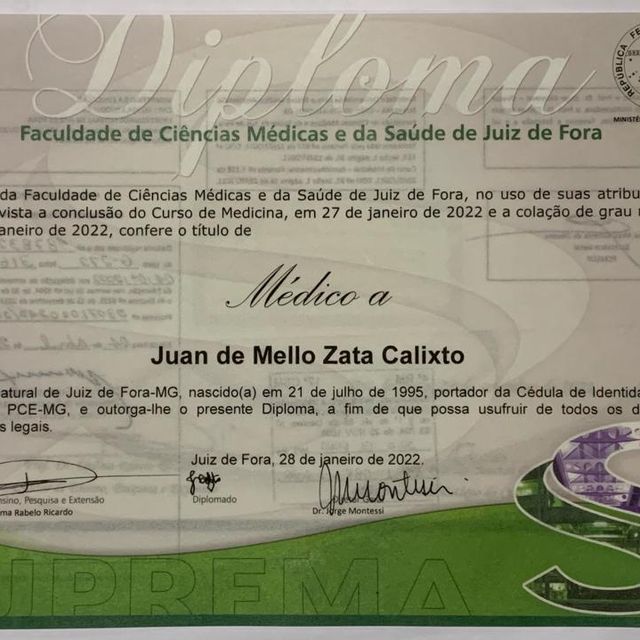 Diploma
REPÚBLICA FE
MINISTÉ
Faculdade de Ciências Médicas e da Saúde de Juiz de Fora
da Faculdade de Ciências Médicas e da Saúde de Juiz de Fora, no uso de suas atribu
vista a conclusão do Curso de Medicina, em 27 de janeiro de 2022 e a colação de grau
aneiro de 2022, confere o título de
Médico a
Juan de Mello Zata Calixto
atural de Juiz de Fora-MG, nascido(a) em 21 de julho de 1995, portador da Cédula de Identida
PCE-MG, e outorga-lhe o presente Diploma, a fim de que possa usufruir de todos os d
s legais.
Juiz de Fora, 28 de janeiro de 2022.
nsino, Pesquisa e Extensão
ma Rabelo Ricardo
Diplomado
Dr. Jorge Montessi
UPREMA